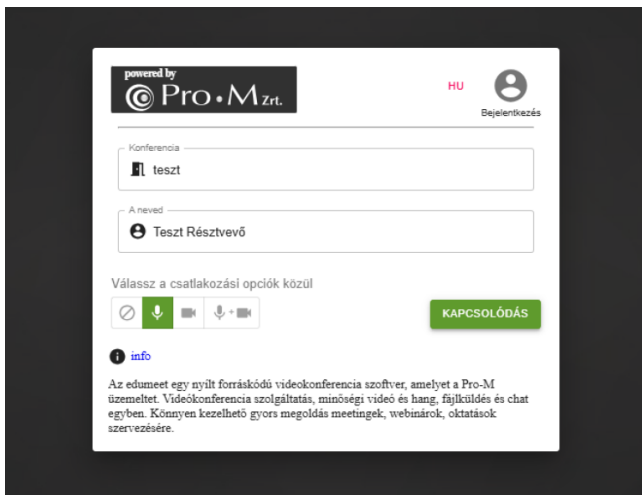 powered by
Pro•M Zrt.
HU
Bejelentkezés
Konferencia
teszt
A neved
Teszt Résztvevő
Válassz a csatlakozási opciók közül
KAPCSOLÓDÁS
info
Az edumeet egy nyílt forráskódú videokonferencia szoftver, amelyet a Pro-M
üzemeltet. Videókonferencia szolgáltatás, minőségi videó és hang, fájlküldés és chat
egyben. Könnyen kezelhető gyors megoldás meetingek, webinárok, oktatások
szervezésére.